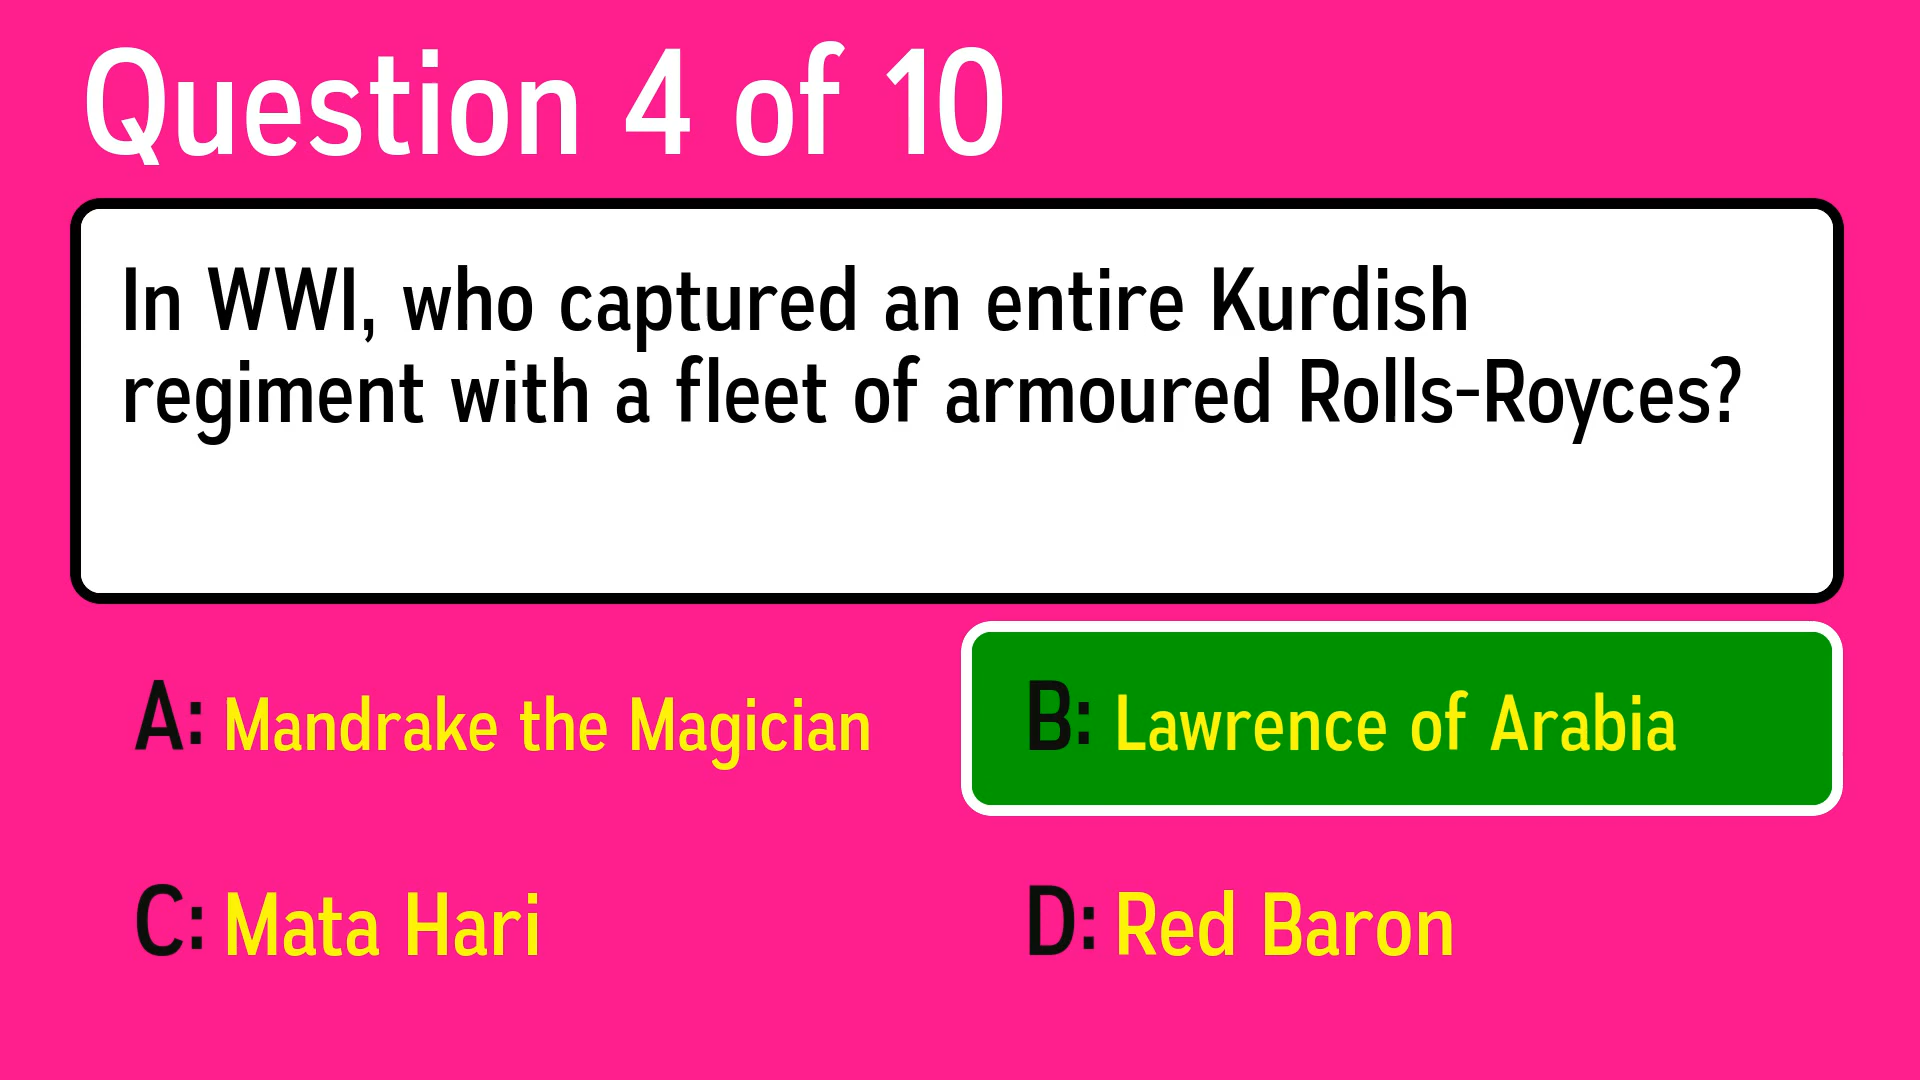 Question 4 of 10
In WWI, who captured an entire Kurdish
regiment with a fleet of armoured Rolls-Royces?
A: Mandrake the Magician
B: Lawrence of Arabia
C: Mata Hari
D: Red Baron